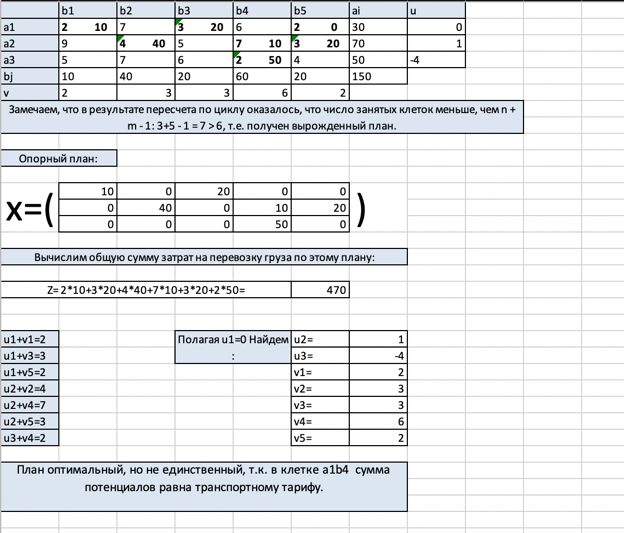 b1 b2 b3 b4 b5 ai u
a1 2 10 7 3 20 6 2 0 30 0
a2 9 4 40 5 7 10 3 20 70 1
a3 5 7 6 2 50 4 50 -4
bj 10 40 20 60 20 150
v 2 3 3 6 2
Замечаем, что в результате пересчета по циклу оказалось, что число занятых клеток меньше, чем n +
m - 1: 3+5 - 1 = 7 > 6, т.е. получен вырожденный план.
Опорный план:
x=( 10 0 20 0 0 )
0 40 0 10 20
0 0 0 50 0
Вычислим общую сумму затрат на перевозку груза по этому плану:
Z= 2*10+3*20+4*40+7*10+3*20+2*50= 470
u1+v1=2 Полагая u1=0 Найдем u2= 1
u1+v3=3 : u3= -4
u1+v5=2 v1= 2
u2+v2=4 v2= 3
u2+v4=7 v3= 3
u2+v5=3 v4= 6
u3+v4=2 v5= 2
План оптимальный, но не единственный, т.к. в клетке a1b4 сумма
потенциалов равна транспортному тарифу.